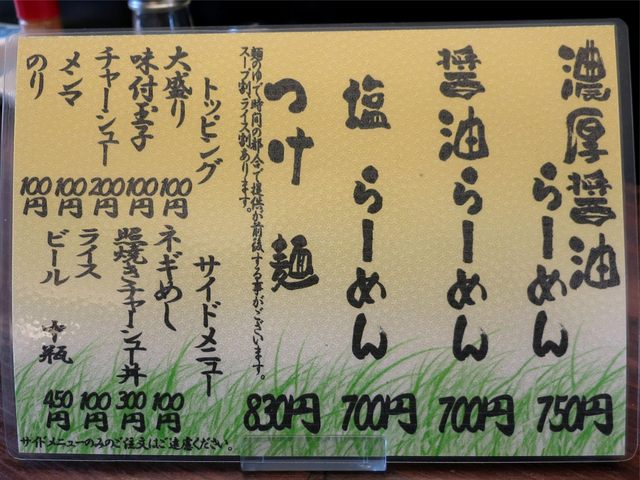 濃厚醤油らーめん 750円
醤油らーめん 700円
塩らーめん 700円
つけ麺 830円
麺のゆで時間の都合で提供が前後する事がございます。
スープ割、ライス割あります。
トッピング
大盛り 100円
味付玉子 100円
チャーシュー 200円
メンマ 100円
のり 100円
サイドメニュー
ネギめし 100円
照焼きチャーシュー丼 300円
ライス 100円
ビール 中瓶 450円
サイドメニューのみのご注文はご遠慮ください。